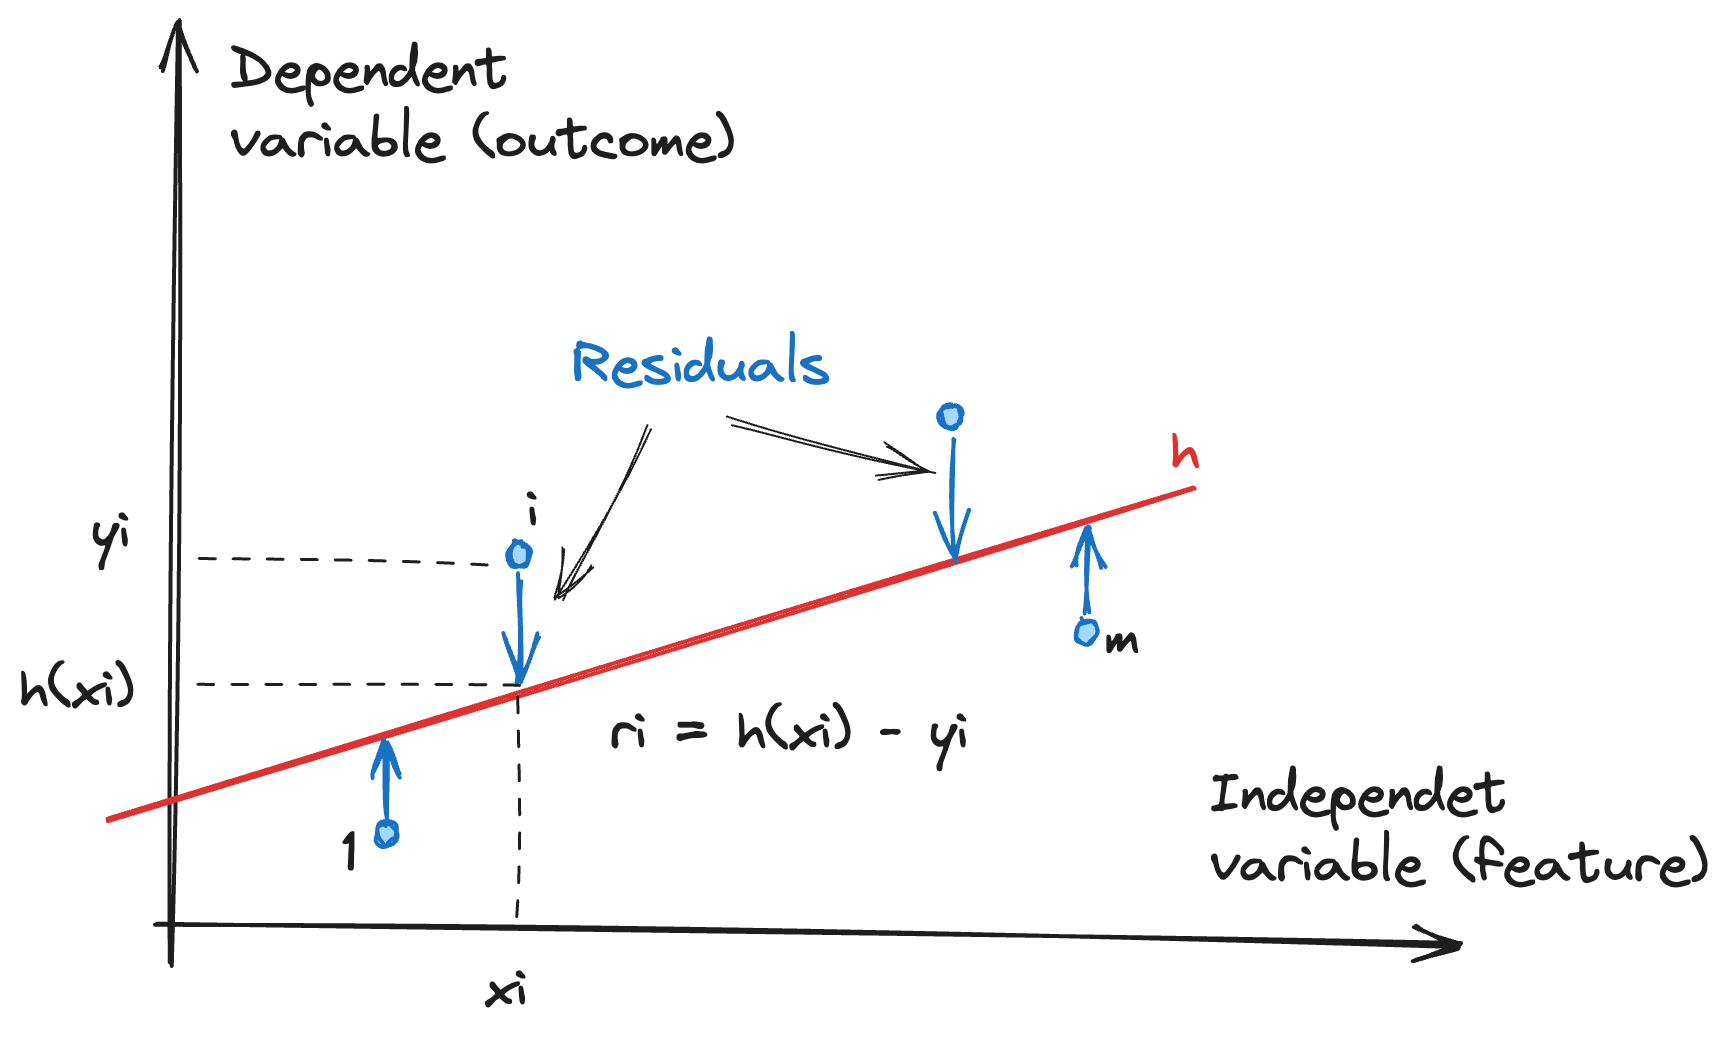 Dependent
variable (outcome)
Residuals
h
i
yi
m
h(xi)
ri = h(xi) - yi
Independet
variable (feature)
1
xi